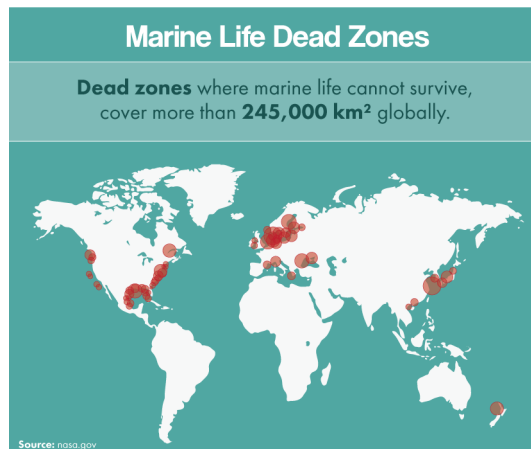 Marine Life Dead Zones
Dead zones where marine life cannot survive,
cover more than 245,000 km² globally.
Source: nasa.gov